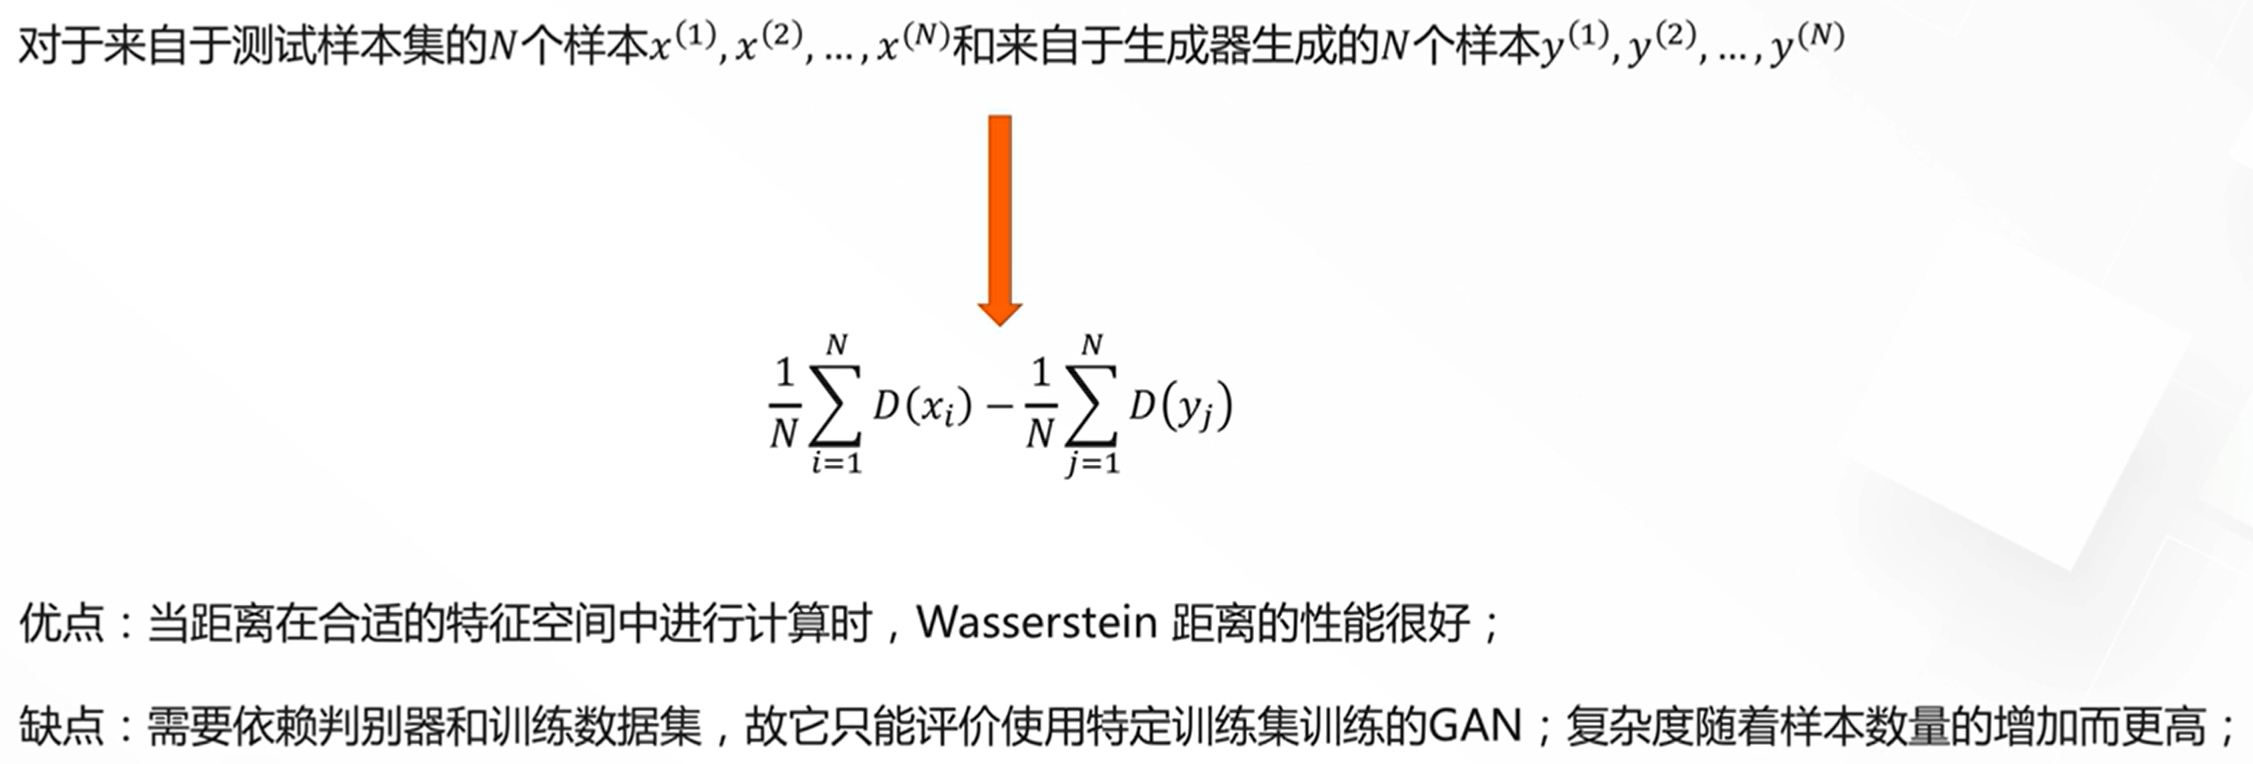 对于来自于测试样本集的N个样本x^(1), x^(2), ..., x^(N)和来自于生成器生成的N个样本y^(1), y^(2), ..., y^(N)
\frac{1}{N}\sum_{i=1}^{N} D(x_i) - \frac{1}{N}\sum_{j=1}^{N} D(y_j)
优点：当距离在合适的特征空间中进行计算时，Wasserstein 距离的性能很好；
缺点：需要依赖判别器和训练数据集，故它只能评价使用特定训练集训练的GAN；复杂度随着样本数量的增加而更高；